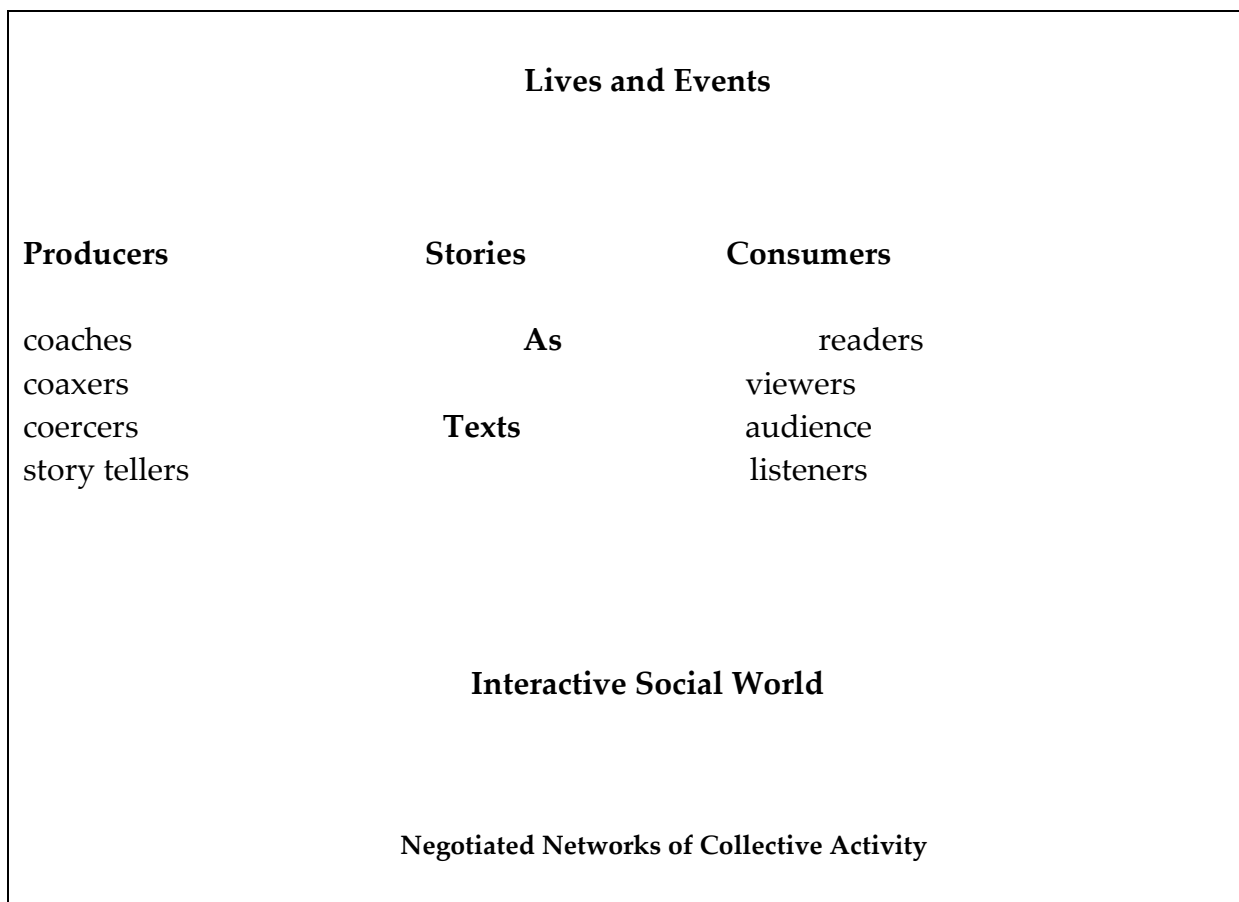 Lives and Events
Producers Stories Consumers
coaches As readers
coaxers viewers
coercers Texts audience
story tellers listeners
Interactive Social World
Negotiated Networks of Collective Activity